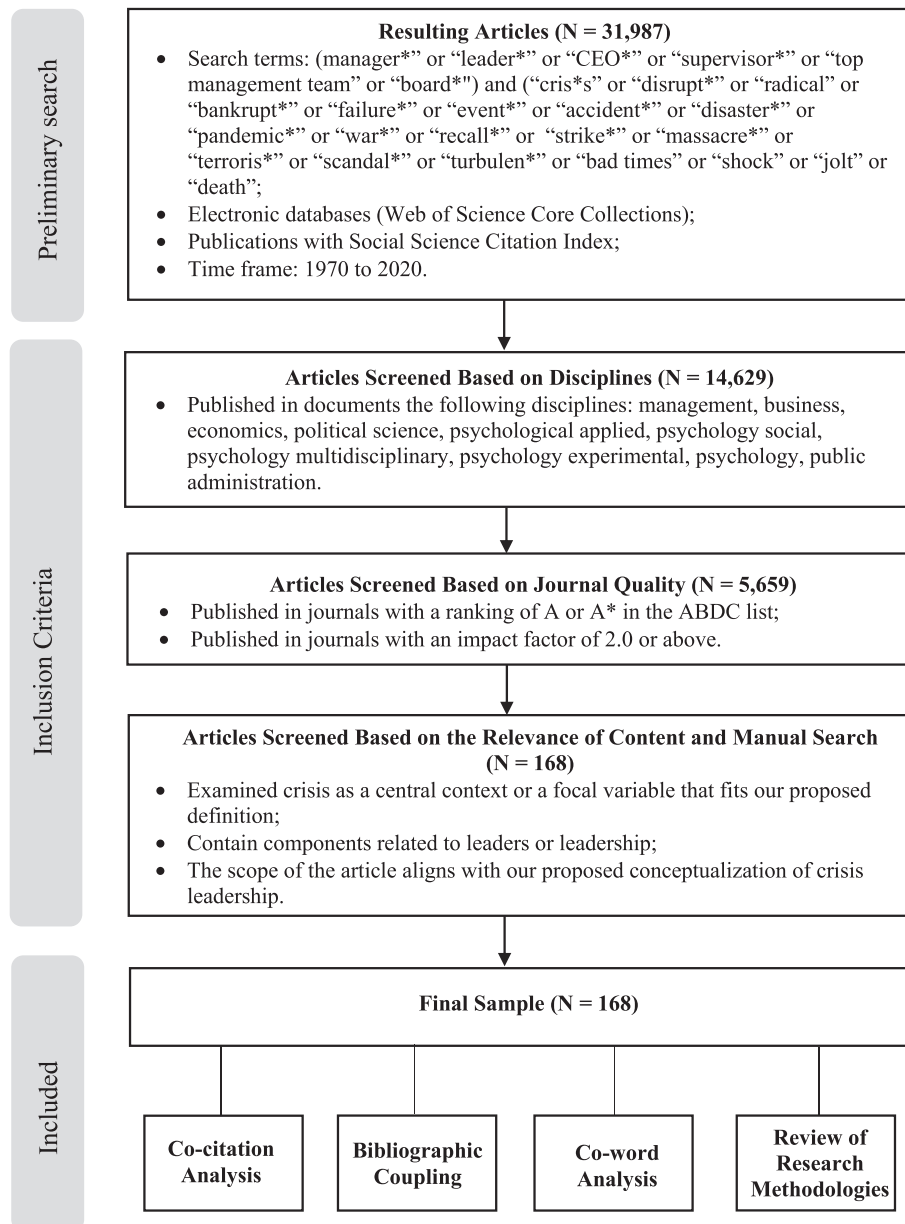 Preliminary search
Resulting Articles (N = 31,987)
• Search terms: (manager*” or “leader*” or “CEO*” or “supervisor*” or “top
management team” or “board*") and (“cris*s” or “disrupt*” or “radical” or
“bankrupt*” or “failure*” or “event*” or “accident*” or “disaster*” or
“pandemic*” or “war*” or “recall*” or “strike*” or “massacre*” or
“terroris*” or “scandal*” or “turbulen*” or “bad times” or “shock” or “jolt” or
“death”;
• Electronic databases (Web of Science Core Collections);
• Publications with Social Science Citation Index;
• Time frame: 1970 to 2020.
Inclusion Criteria
Articles Screened Based on Disciplines (N = 14,629)
• Published in documents the following disciplines: management, business,
economics, political science, psychological applied, psychology social,
psychology multidisciplinary, psychology experimental, psychology, public
administration.
Articles Screened Based on Journal Quality (N = 5,659)
• Published in journals with a ranking of A or A* in the ABDC list;
• Published in journals with an impact factor of 2.0 or above.
Articles Screened Based on the Relevance of Content and Manual Search
(N = 168)
• Examined crisis as a central context or a focal variable that fits our proposed
definition;
• Contain components related to leaders or leadership;
• The scope of the article aligns with our proposed conceptualization of crisis
leadership.
Included
Final Sample (N = 168)
Co-citation
Analysis
Bibliographic
Coupling
Co-word
Analysis
Review of
Research
Methodologies